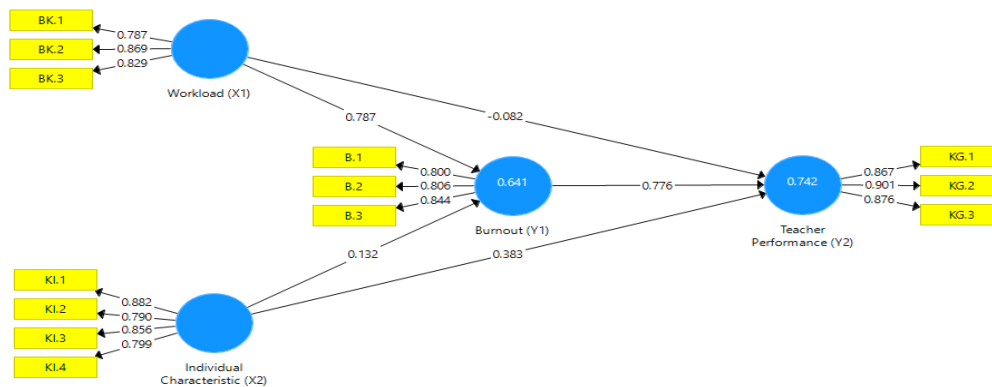 BK.1
BK.2
BK.3
0.787
0.869
0.829
Workload (X1)
0.787
-0.082
B.1
B.2
B.3
0.800
0.806
0.844
0.641
Burnout (Y1)
0.776
0.742
Teacher
Performance (Y2)
0.867
0.901
0.876
KG.1
KG.2
KG.3
0.132
0.383
KI.1
KI.2
KI.3
KI.4
0.882
0.790
0.856
0.799
Individual
Characteristic (X2)